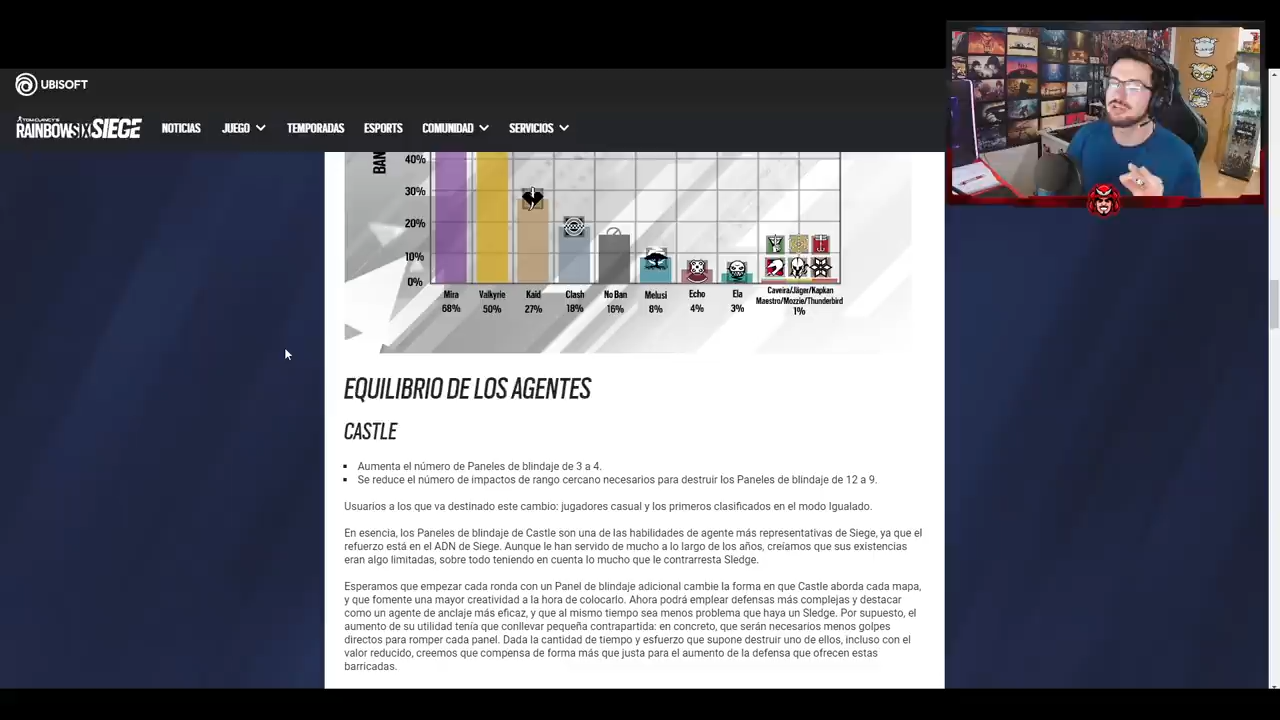 UBISOFT
TOM CLANCY'S
RAINBOW SIX SIEGE
NOTICIAS
JUEGO
TEMPORADAS
ESPORTS
COMUNIDAD
SERVICIOS
BAN
40%
30%
20%
10%
0%
Mira
68%
Valkyrie
50%
Kaid
27%
Clash
18%
No Ban
16%
Melusi
8%
Echo
4%
Ela
3%
Caveira/Jäger/Kapkan
Maestro/Mozzie/Thunderbird
1%
EQUILIBRIO DE LOS AGENTES
CASTLE
▪ Aumenta el número de Paneles de blindaje de 3 a 4.
▪ Se reduce el número de impactos de rango cercano necesarios para destruir los Paneles de blindaje de 12 a 9.
Usuarios a los que va destinado este cambio: jugadores casual y los primeros clasificados en el modo Igualado.
En esencia, los Paneles de blindaje de Castle son una de las habilidades de agente más representativas de Siege, ya que el
refuerzo está en el ADN de Siege. Aunque le han servido de mucho a lo largo de los años, creíamos que sus existencias
eran algo limitadas, sobre todo teniendo en cuenta lo mucho que le contrarresta Sledge.
Esperamos que empezar cada ronda con un Panel de blindaje adicional cambie la forma en que Castle aborda cada mapa,
y que fomente una mayor creatividad a la hora de colocarlo. Ahora podrá emplear defensas más complejas y destacar
como un agente de anclaje más eficaz, y que al mismo tiempo sea menos problema que haya un Sledge. Por supuesto, el
aumento de su utilidad tenía que conllevar pequeña contrapartida: en concreto, que serán necesarios menos golpes
directos para romper cada panel. Dada la cantidad de tiempo y esfuerzo que supone destruir uno de ellos, incluso con el
valor reducido, creemos que compensa de forma más que justa para el aumento de la defensa que ofrecen estas
barricadas.